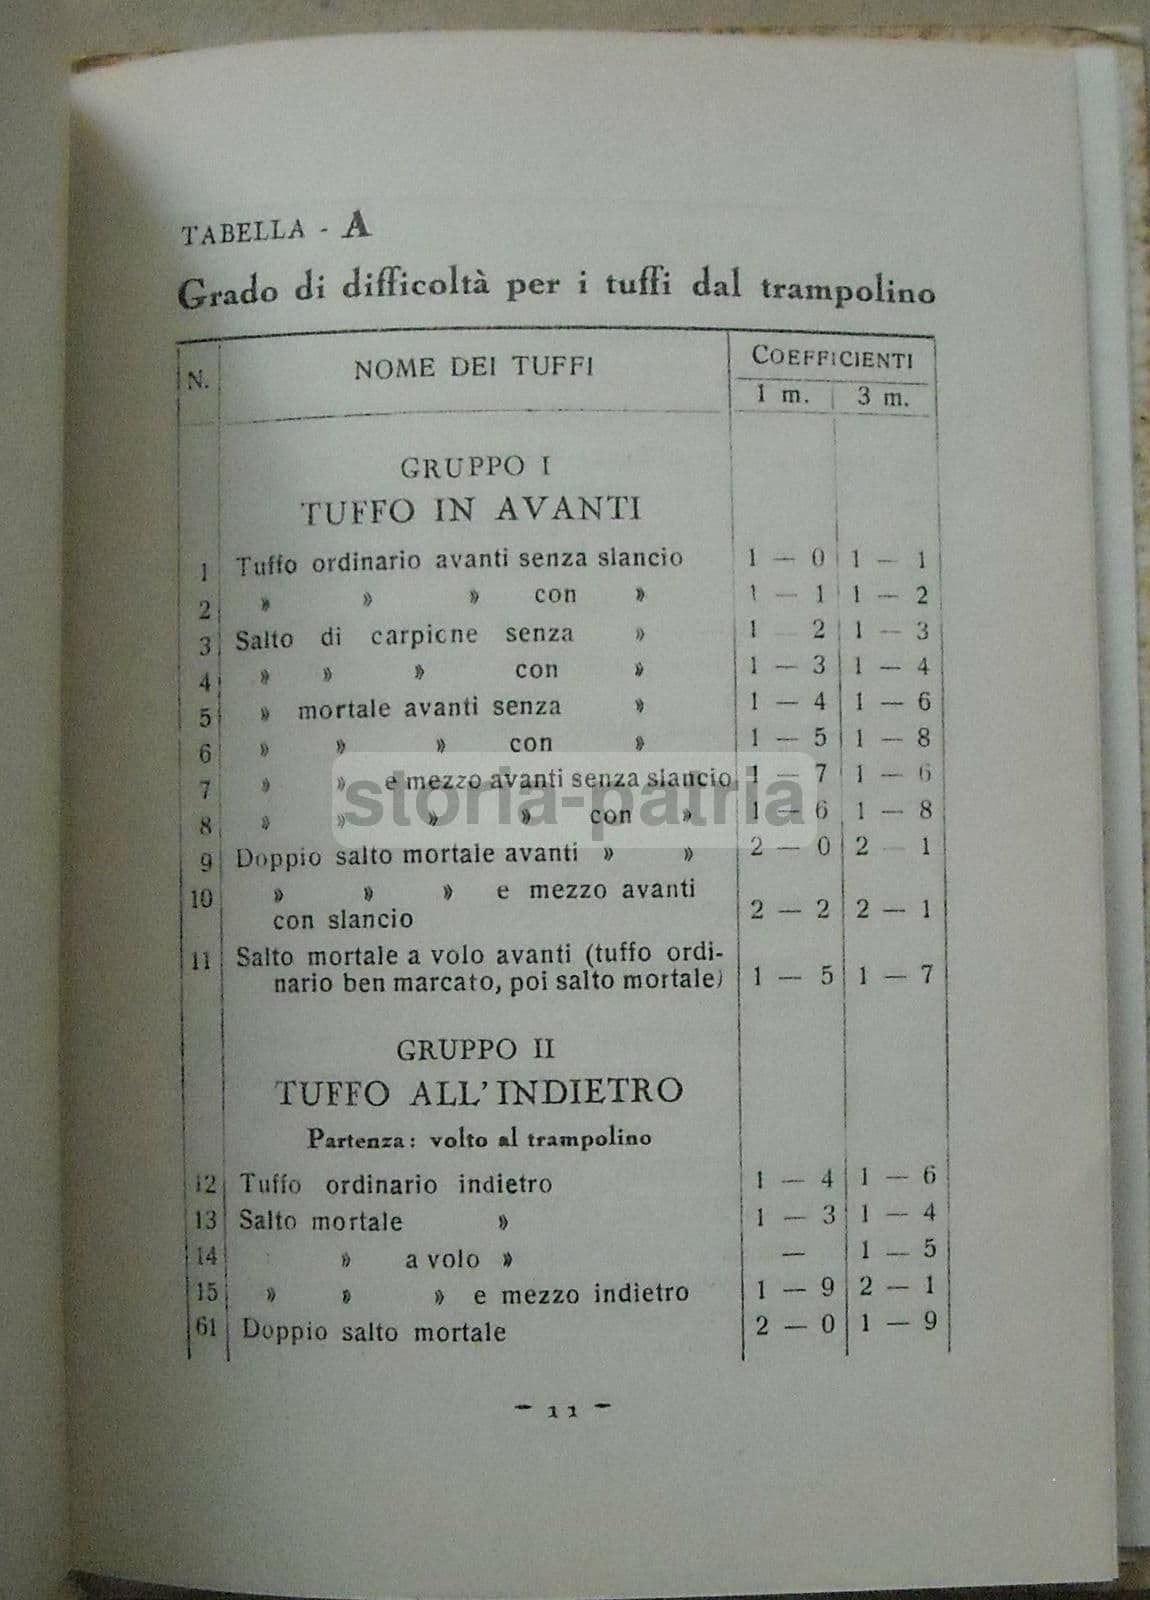 TABELLA - A
Grado di difficoltà per i tuffi dal trampolino
N. NOME DEI TUFFI COEFFICIENTI
1 m. 3 m.
GRUPPO I
TUFFO IN AVANTI
1 Tuffo ordinario avanti senza slancio 1 — 0 1 — 1
2 » » » con » 1 — 1 1 — 2
3 Salto di carpione senza » 1 2 1 — 3
4 » » » con » 1 — 3 1 — 4
5 » mortale avanti senza » 1 — 4 1 — 6
6 » » » con » 1 — 5 1 — 8
7 » » e mezzo avanti senza slancio 1 — 7 1 — 6
8 » » » » con » 1 — 6 1 — 8
9 Doppio salto mortale avanti » » 2 — 0 2 — 1
10 » » » e mezzo avanti
con slancio 2 — 2 2 — 1
11 Salto mortale a volo avanti (tuffo ordi-
nario ben marcato, poi salto mortale) 1 — 5 1 — 7
GRUPPO II
TUFFO ALL'INDIETRO
Partenza: volto al trampolino
12 Tuffo ordinario indietro 1 — 4 1 — 6
13 Salto mortale » 1 — 3 1 — 4
14 » a volo » — 1 — 5
15 » » » e mezzo indietro 1 — 9 2 — 1
61 Doppio salto mortale 2 — 0 1 — 9
- 11 -
storia-patria